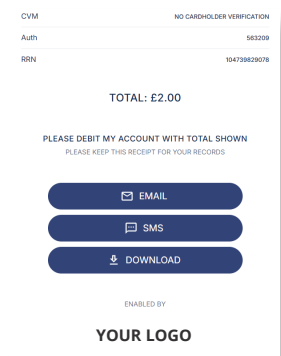 CVM NO CARDHOLDER VERIFICATION
Auth 563209
RRN 104739829078
TOTAL: £2.00
PLEASE DEBIT MY ACCOUNT WITH TOTAL SHOWN
PLEASE KEEP THIS RECEIPT FOR YOUR RECORDS
EMAIL
SMS
DOWNLOAD
ENABLED BY
YOUR LOGO